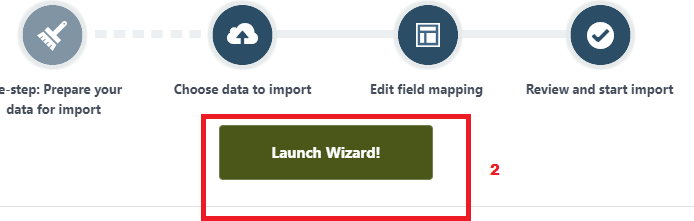 e-step: Prepare your
data for import
Choose data to import
Edit field mapping
Review and start import
Launch Wizard!
2